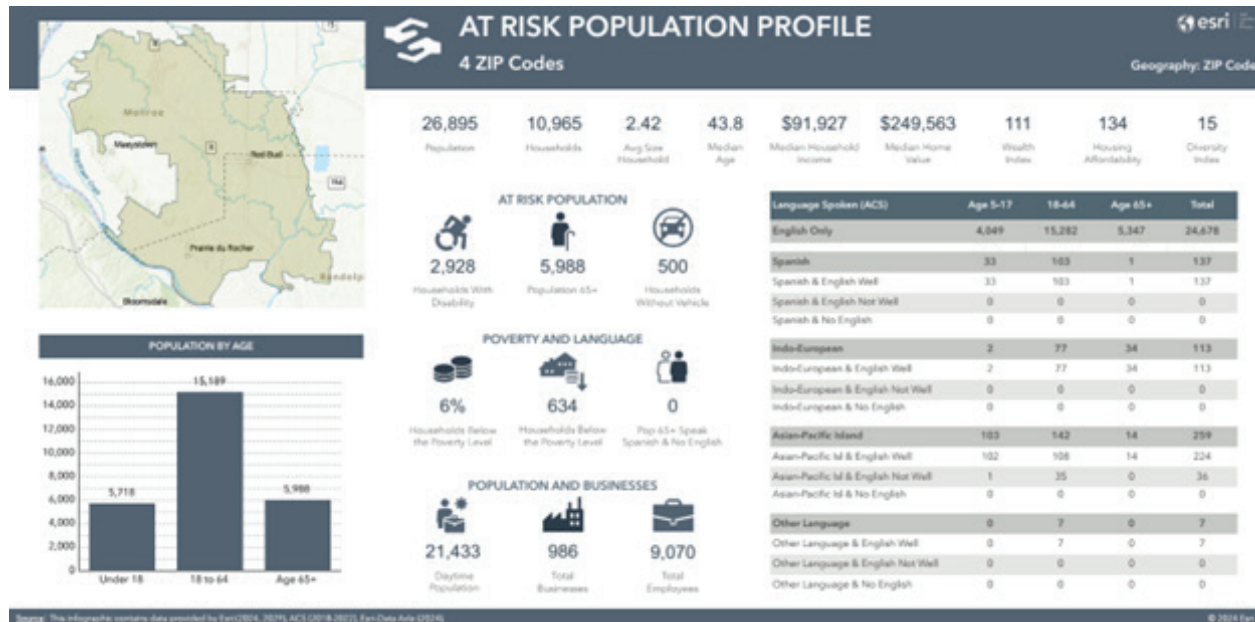 AT RISK POPULATION PROFILE
4 ZIP Codes
esri
Geography: ZIP Code
Monroe
Maeystown
Red Bud
Prairie du Rocher
Randolp
Bloomsdale
26,895
Population
10,965
Households
2.42
Avg Size
Household
43.8
Median
Age
$91,927
Median Household
Income
$249,563
Median Home
Value
111
Wealth
Index
134
Housing
Affordability
15
Diversity
Index
AT RISK POPULATION
2,928
Households With
Disability
5,988
Population 65+
500
Households
Without Vehicle
POVERTY AND LANGUAGE
6%
Households Below
the Poverty Level
634
Households Below
the Poverty Level
0
Pop 65+ Speak
Spanish & No English
POPULATION AND BUSINESSES
21,433
Daytime
Population
986
Total
Businesses
9,070
Total
Employees
POPULATION BY AGE
16,000
14,000
12,000
10,000
8,000
6,000
4,000
2,000
0
5,718
15,189
5,988
Under 18
18 to 64
Age 65+
Language Spoken (ACS) Age 5-17 18-64 Age 65+ Total
English Only 4,049 15,282 5,347 24,678
Spanish 33 103 1 137
Spanish & English Well 33 103 1 137
Spanish & English Not Well 0 0 0 0
Spanish & No English 0 0 0 0
Indo-European 2 77 34 113
Indo-European & English Well 2 77 34 113
Indo-European & English Not Well 0 0 0 0
Indo-European & No English 0 0 0 0
Asian-Pacific Island 103 142 14 259
Asian-Pacific Isl & English Well 102 108 14 224
Asian-Pacific Isl & English Not Well 1 35 0 36
Asian-Pacific Isl & No English 0 0 0 0
Other Language 0 7 0 7
Other Language & English Well 0 7 0 7
Other Language & English Not Well 0 0 0 0
Other Language & No English 0 0 0 0
Source: This infographic contains data provided by Esri (2024, 2029), ACS (2018-2022), Esri-Data Axle (2024).
© 2024 Esri